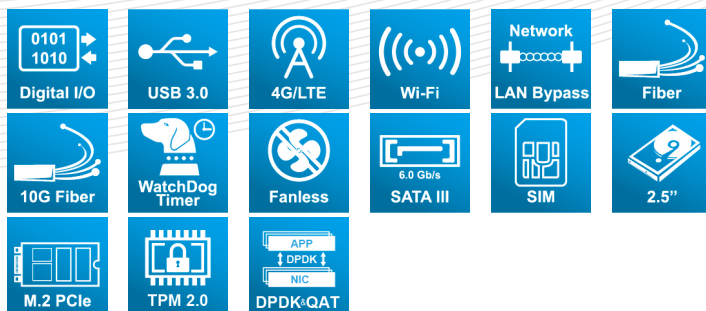 0101
1010
Digital I/O
USB 3.0
4G/LTE
Wi-Fi
Network
LAN Bypass
Fiber
10G Fiber
WatchDog
Timer
Fanless
6.0 Gb/s
SATA III
SIM
2.5”
M.2 PCIe
TPM 2.0
APP
DPDK
NIC
DPDK&QAT